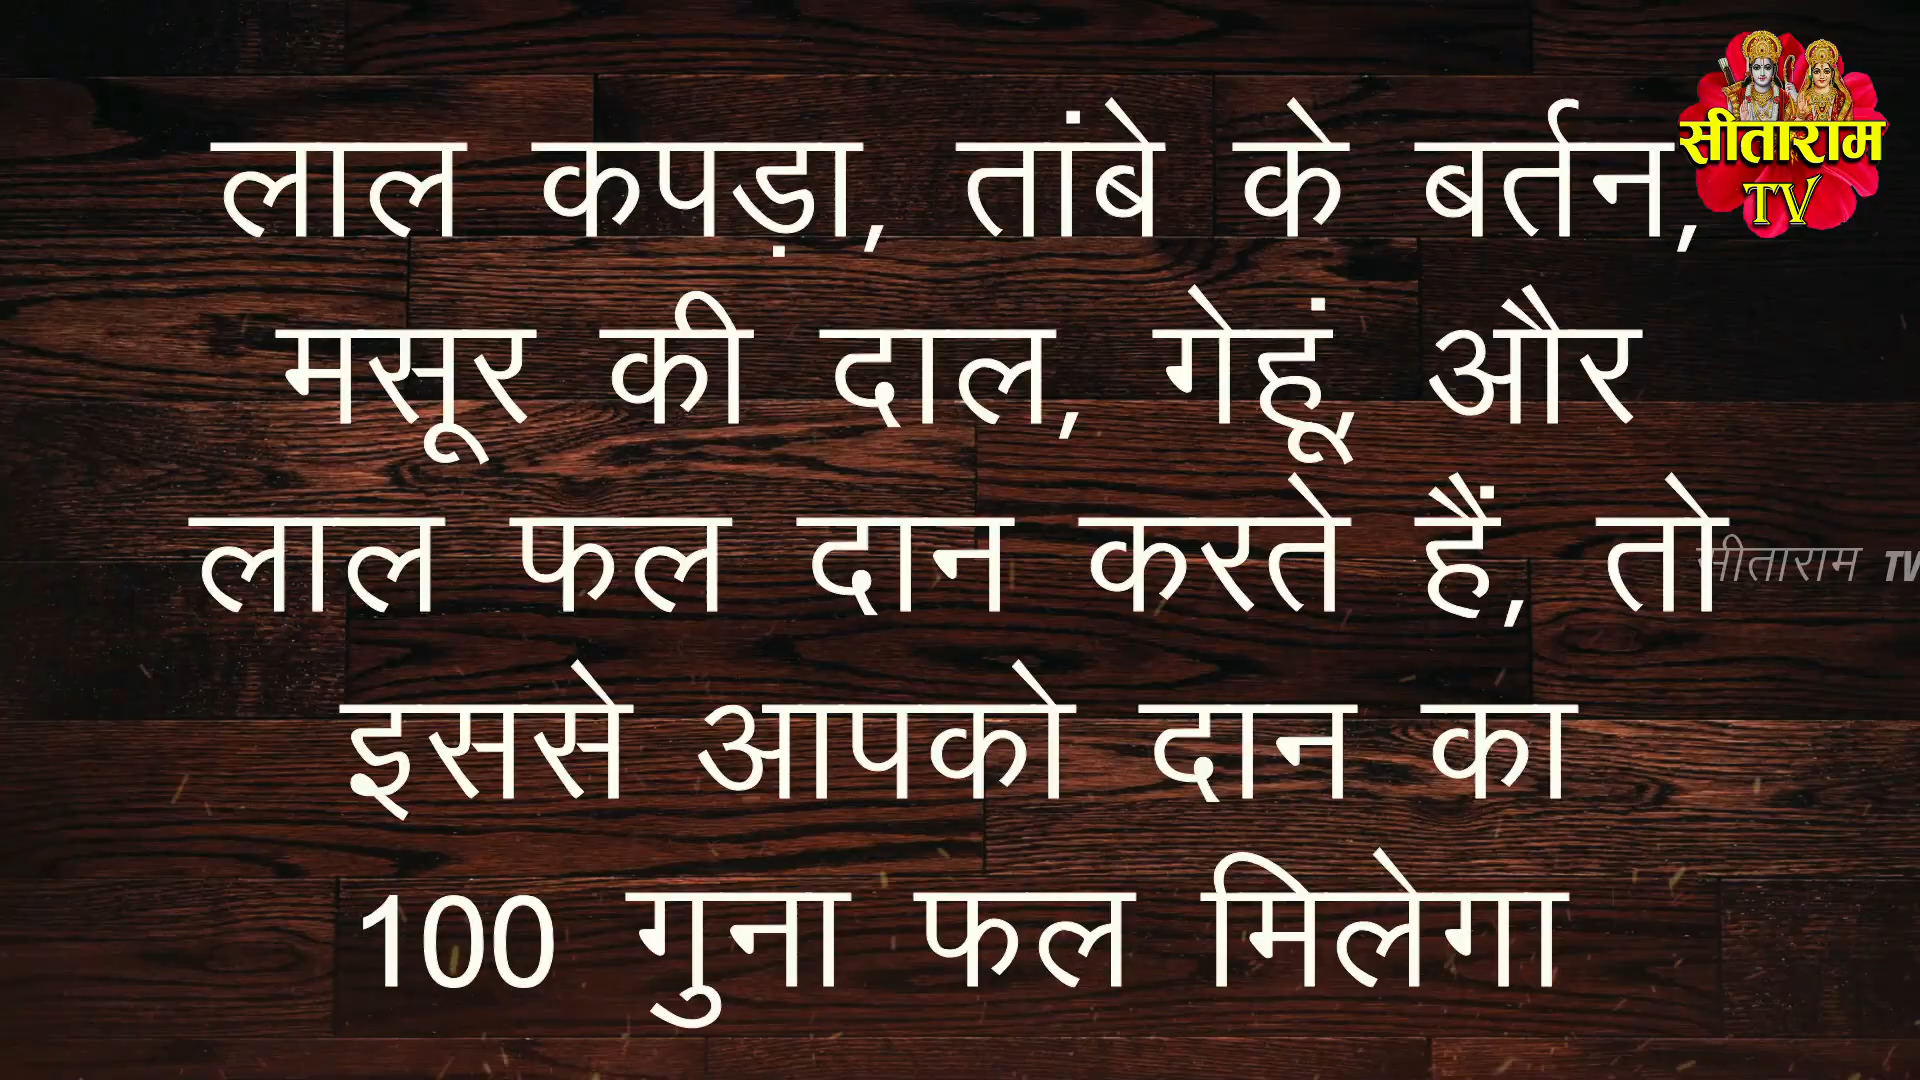 लाल कपड़ा, तांबे के बर्तन,
मसूर की दाल, गेहूं, और
लाल फल दान करते हैं, तो
इससे आपको दान का
100 गुना फल मिलेगा
सीताराम
TV
सीताराम TV